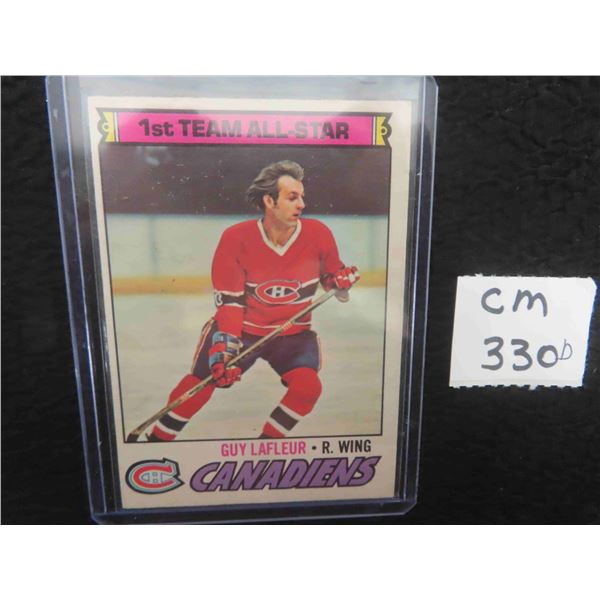 1st TEAM ALL-STAR
GUY LAFLEUR • R. WING
CANADIENS
cm
330D